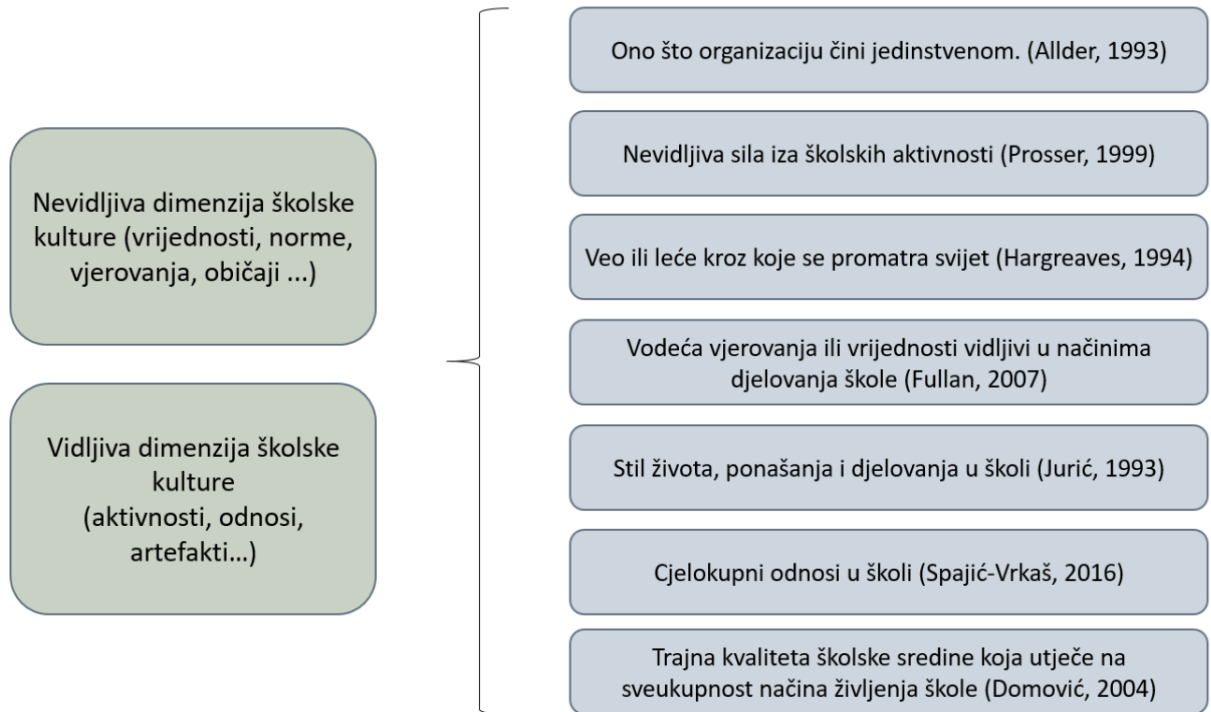 Nevidljiva dimenzija školske
kulture (vrijednosti, norme,
vjerovanja, običaji ...)
Vidljiva dimenzija školske
kulture
(aktivnosti, odnosi,
artefakti...)
Ono što organizaciju čini jedinstvenom. (Allder, 1993)
Nevidljiva sila iza školskih aktivnosti (Prosser, 1999)
Veo ili leće kroz koje se promatra svijet (Hargreaves, 1994)
Vodeća vjerovanja ili vrijednosti vidljivi u načinima
djelovanja škole (Fullan, 2007)
Stil života, ponašanja i djelovanja u školi (Jurić, 1993)
Cjelokupni odnosi u školi (Spajić-Vrkaš, 2016)
Trajna kvaliteta školske sredine koja utječe na
sveukupnost načina življenja škole (Domović, 2004)